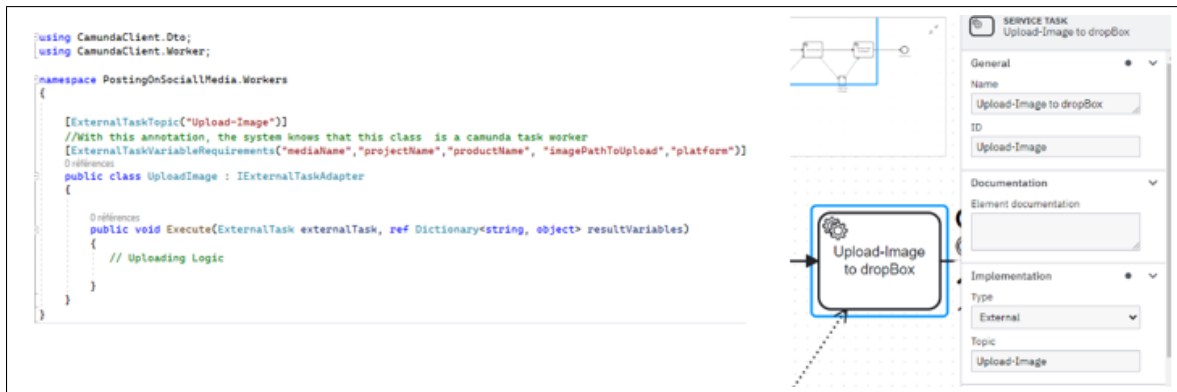 using CamundaClient.Dto;
using CamundaClient.Worker;
namespace PostingOnSociallMedia.Workers
{
[ExternalTaskTopic("Upload-Image")]
//With this annotation, the system knows that this class is a camunda task worker
[ExternalTaskVariableRequirements("mediaName","projectName","productName", "imagePathToUpload","platform")]
0 références
public class UploadImage : IExternalTaskAdapter
{
0 références
public void Execute(ExternalTask externalTask, ref Dictionary<string, object> resultVariables)
{
// Uploading Logic
}
}
}
Upload-Image
to dropBox
SERVICE TASK
Upload-Image to dropBox
General
Name
Upload-Image to dropBox
ID
Upload-Image
Documentation
Element documentation
Implementation
Type
External
Topic
Upload-Image